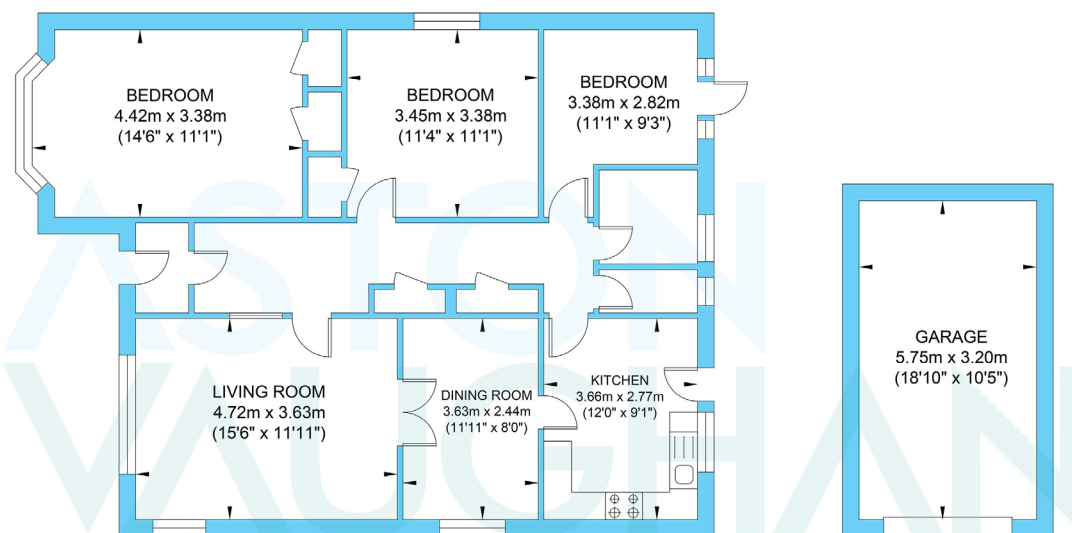 BEDROOM
4.42m x 3.38m
(14'6" x 11'1")
BEDROOM
3.45m x 3.38m
(11'4" x 11'1")
BEDROOM
3.38m x 2.82m
(11'1" x 9'3")
LIVING ROOM
4.72m x 3.63m
(15'6" x 11'11")
DINING ROOM
3.63m x 2.44m
(11'11" x 8'0")
KITCHEN
3.66m x 2.77m
(12'0" x 9'1")
GARAGE
5.75m x 3.20m
(18'10" x 10'5")
ASTON
VAUGHAN